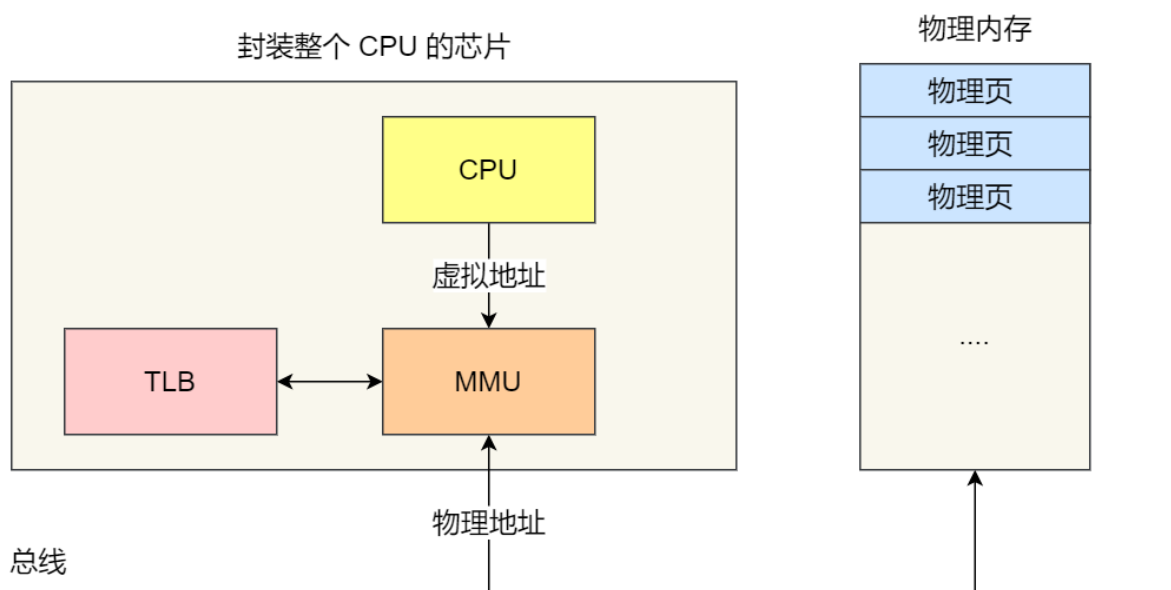 封装整个 CPU 的芯片
物理内存
物理页
物理页
物理页
CPU
虚拟地址
TLB
MMU
....
物理地址
总线